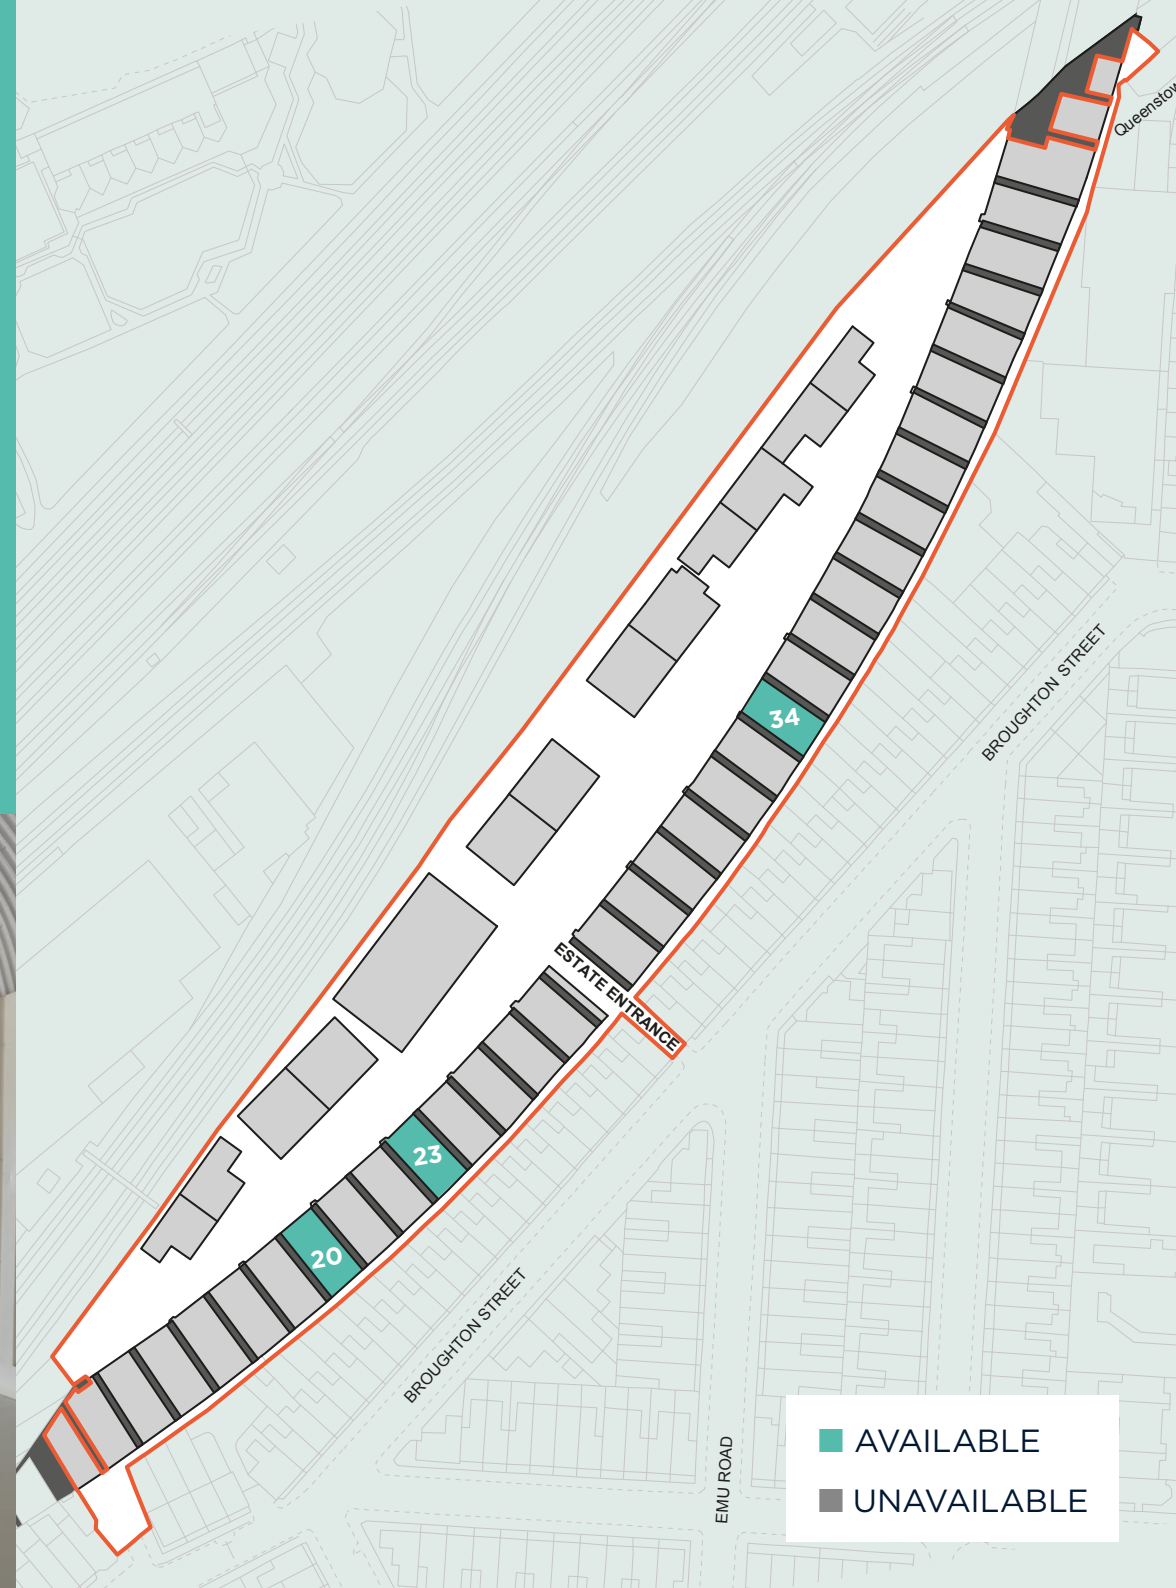 34
BROUGHTON STREET
ESTATE ENTRANCE
23
20
BROUGHTON STREET
EMU ROAD
AVAILABLE
UNAVAILABLE